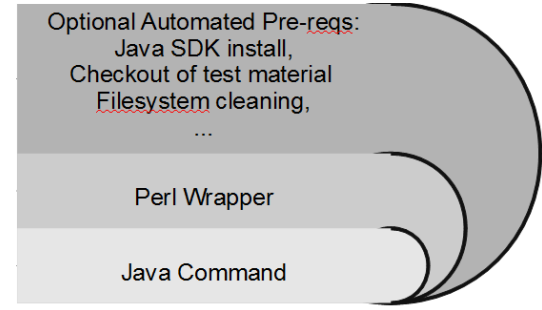 Optional Automated Pre-reqs:
Java SDK install,
Checkout of test material
Filesystem cleaning,
...
Perl Wrapper
Java Command